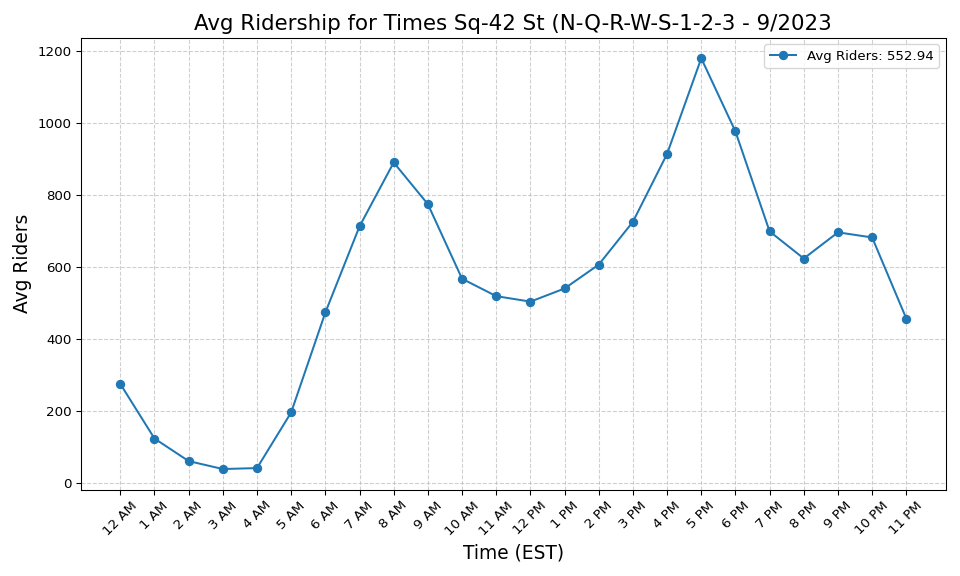 Avg Ridership for Times Sq-42 St (N-Q-R-W-S-1-2-3 - 9/2023
Avg Riders: 552.94
Avg Riders
1200
1000
800
600
400
200
0
12 AM
1 AM
2 AM
3 AM
4 AM
5 AM
6 AM
7 AM
8 AM
9 AM
10 AM
11 AM
12 PM
1 PM
2 PM
3 PM
4 PM
5 PM
6 PM
7 PM
8 PM
9 PM
10 PM
11 PM
Time (EST)